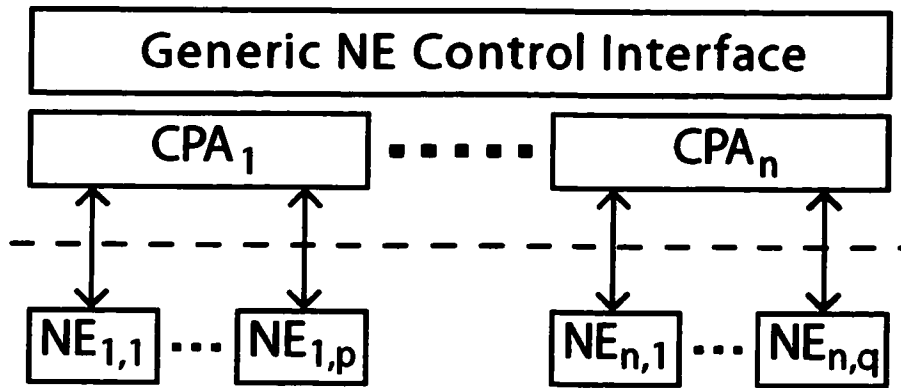 Generic NE Control Interface
CPA₁ ..... CPAₙ
NE₁,₁ ... NE₁,ₚ NEₙ,₁ ... NEₙ,q